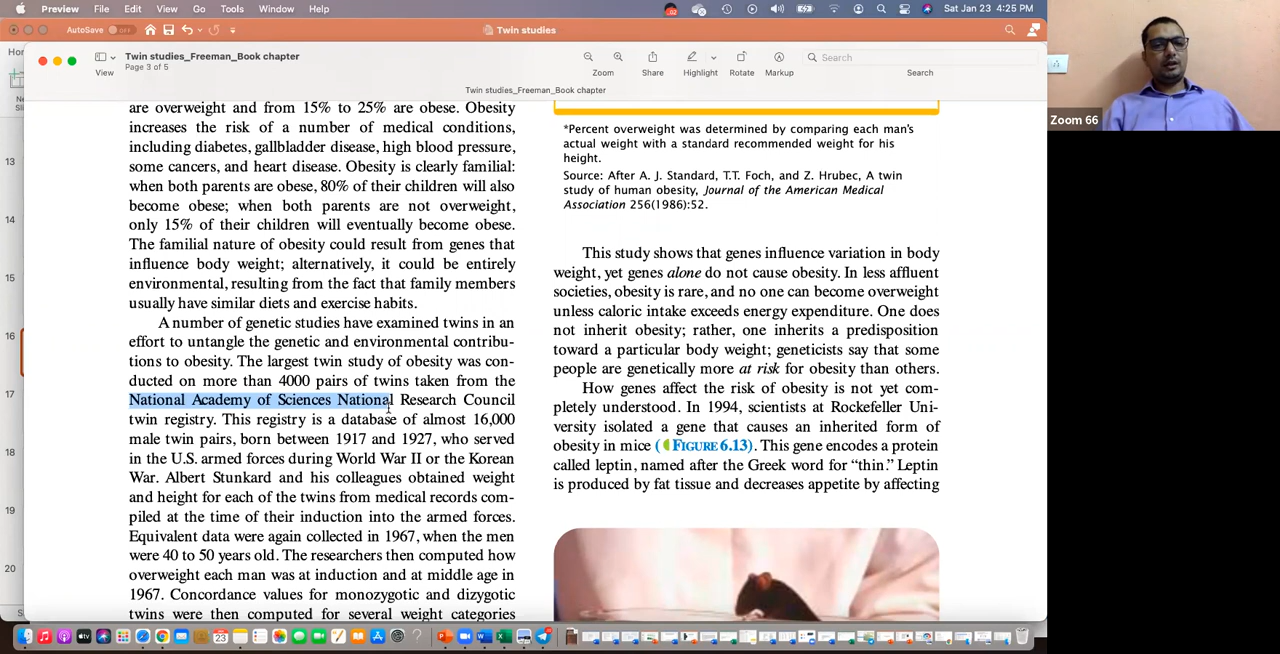 Preview File Edit View Go Tools Window Help
Sat Jan 23 4:25 PM
AutoSave OFF
Twin studies
Twin studies_Freeman_Book chapter
Page 3 of 5
View
Zoom
Share
Highlight
Rotate
Markup
Search
Search
Twin studies_Freeman_Book chapter
13
14
15
16
17
18
19
20
are overweight and from 15% to 25% are obese. Obesity
increases the risk of a number of medical conditions,
including diabetes, gallbladder disease, high blood pressure,
some cancers, and heart disease. Obesity is clearly familial:
when both parents are obese, 80% of their children will also
become obese; when both parents are not overweight,
only 15% of their children will eventually become obese.
The familial nature of obesity could result from genes that
influence body weight; alternatively, it could be entirely
environmental, resulting from the fact that family members
usually have similar diets and exercise habits.
A number of genetic studies have examined twins in an
effort to untangle the genetic and environmental contribu-
tions to obesity. The largest twin study of obesity was con-
ducted on more than 4000 pairs of twins taken from the
National Academy of Sciences National Research Council
twin registry. This registry is a database of almost 16,000
male twin pairs, born between 1917 and 1927, who served
in the U.S. armed forces during World War II or the Korean
War. Albert Stunkard and his colleagues obtained weight
and height for each of the twins from medical records com-
piled at the time of their induction into the armed forces.
Equivalent data were again collected in 1967, when the men
were 40 to 50 years old. The researchers then computed how
overweight each man was at induction and at middle age in
1967. Concordance values for monozygotic and dizygotic
twins were then computed for several weight categories
*Percent overweight was determined by comparing each man's
actual weight with a standard recommended weight for his
height.
Source: After A. J. Standard, T.T. Foch, and Z. Hrubec, A twin
study of human obesity, Journal of the American Medical
Association 256(1986):52.
This study shows that genes influence variation in body
weight, yet genes alone do not cause obesity. In less affluent
societies, obesity is rare, and no one can become overweight
unless caloric intake exceeds energy expenditure. One does
not inherit obesity; rather, one inherits a predisposition
toward a particular body weight; geneticists say that some
people are genetically more at risk for obesity than others.
How genes affect the risk of obesity is not yet com-
pletely understood. In 1994, scientists at Rockefeller Uni-
versity isolated a gene that causes an inherited form of
obesity in mice (FIGURE 6.13). This gene encodes a protein
called leptin, named after the Greek word for “thin.” Leptin
is produced by fat tissue and decreases appetite by affecting
Zoom 66